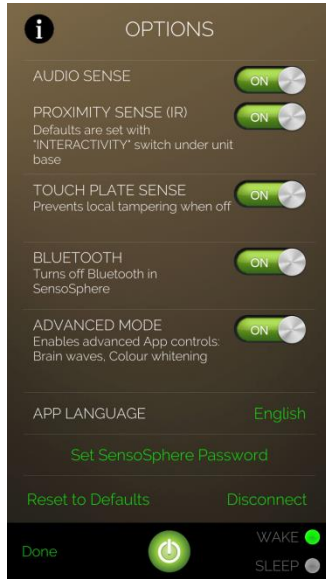 i OPTIONS
AUDIO SENSE ON
PROXIMITY SENSE (IR) ON
Defaults are set with
"INTERACTIVITY" switch under unit
base
TOUCH PLATE SENSE ON
Prevents local tampering when off
BLUETOOTH ON
Turns off Bluetooth in
SensoSphere
ADVANCED MODE ON
Enables advanced App controls:
Brain waves, Colour whitening
APP LANGUAGE English
Set SensoSphere Password
Reset to Defaults Disconnect
WAKE
Done
SLEEP